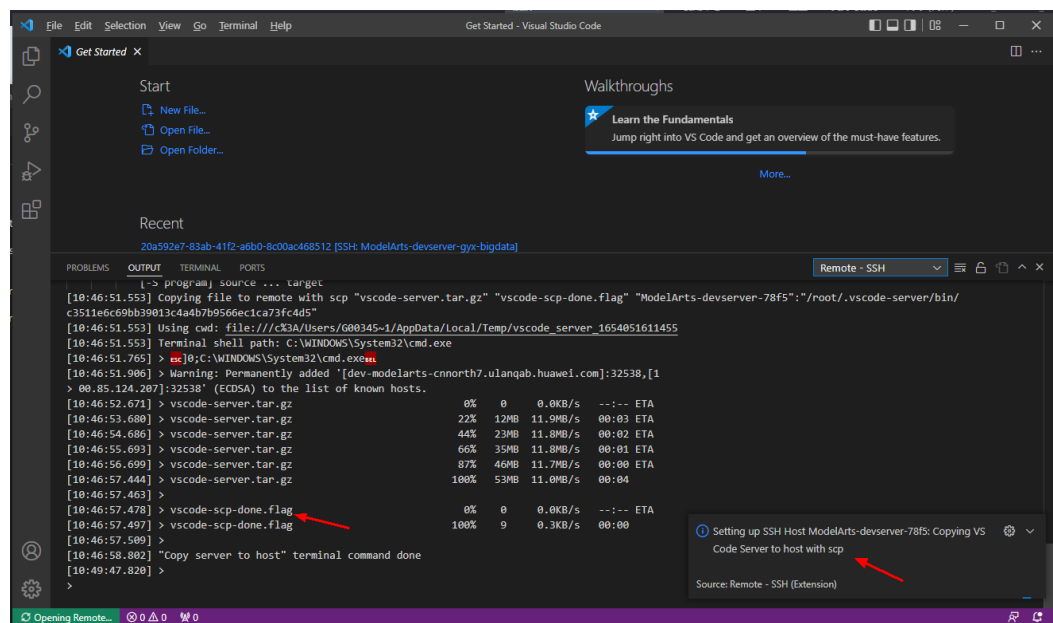 File Edit Selection View Go Terminal Help Get Started - Visual Studio Code
Get Started
Start
New File...
Open File...
Open Folder...
Walkthroughs
Learn the Fundamentals
Jump right into VS Code and get an overview of the must-have features.
More...
Recent
20a592e7-83ab-41f2-a6b0-8c00ac468512 [SSH: ModelArts-devserver-gyx-bigdata]
PROBLEMS OUTPUT TERMINAL PORTS Remote - SSH
[-S program] source ... target
[10:46:51.553] Copying file to remote with scp "vscode-server.tar.gz" "vscode-scp-done.flag" "ModelArts-devserver-78f5":"/root/.vscode-server/bin/
c3511e6c69bb39013c4a4b7b9566ec1ca73fc4d5"
[10:46:51.553] Using cwd: file:///c%3A/Users/G00345~1/AppData/Local/Temp/vscode_server_1654051611455
[10:46:51.553] Terminal shell path: C:\WINDOWS\System32\cmd.exe
[10:46:51.765] > ESC]0;C:\WINDOWS\System32\cmd.exeBEL
[10:46:51.906] > Warning: Permanently added '[dev-modelarts-cnnorth7.ulanqab.huawei.com]:32538,[1
> 00.85.124.207]:32538' (ECDSA) to the list of known hosts.
[10:46:52.671] > vscode-server.tar.gz 0% 0 0.0KB/s --:-- ETA
[10:46:53.680] > vscode-server.tar.gz 22% 12MB 11.9MB/s 00:03 ETA
[10:46:54.686] > vscode-server.tar.gz 44% 23MB 11.8MB/s 00:02 ETA
[10:46:55.693] > vscode-server.tar.gz 66% 35MB 11.8MB/s 00:01 ETA
[10:46:56.699] > vscode-server.tar.gz 87% 46MB 11.7MB/s 00:00 ETA
[10:46:57.444] > vscode-server.tar.gz 100% 53MB 11.0MB/s 00:04
[10:46:57.463] >
[10:46:57.478] > vscode-scp-done.flag 0% 0 0.0KB/s --:-- ETA
[10:46:57.497] > vscode-scp-done.flag 100% 9 0.3KB/s 00:00
[10:46:57.509] >
[10:46:58.802] "Copy server to host" terminal command done
[10:49:47.820] >
>
Setting up SSH Host ModelArts-devserver-78f5: Copying VS
Code Server to host with scp
Source: Remote - SSH (Extension)
Opening Remote... 0 0 0